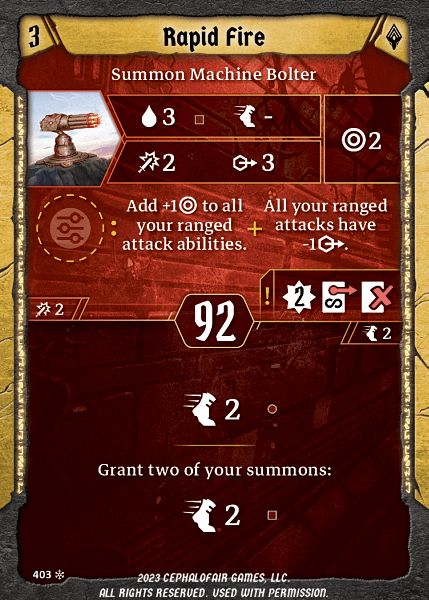 3
Rapid Fire
Summon Machine Bolter
3
-
2
2
3
Add +1 to all
your ranged
attack abilities.
+
All your ranged
attacks have
-1 .
:
! 2
2
92
2
2
Grant two of your summons:
2
403
2023 CEPHALOFAIR GAMES, LLC.
ALL RIGHTS RESERVED. USED WITH PERMISSION.